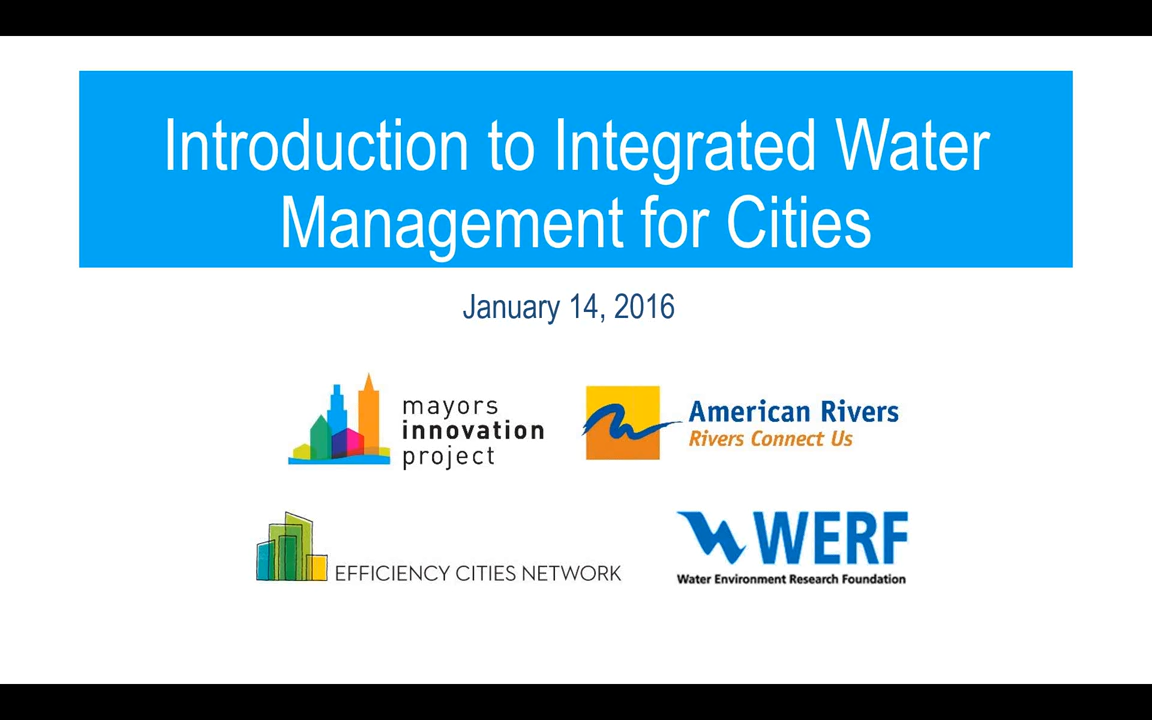 Introduction to Integrated Water
Management for Cities
January 14, 2016
mayors
innovation
project
American Rivers
Rivers Connect Us
EFFICIENCY CITIES NETWORK
WERF
Water Environment Research Foundation